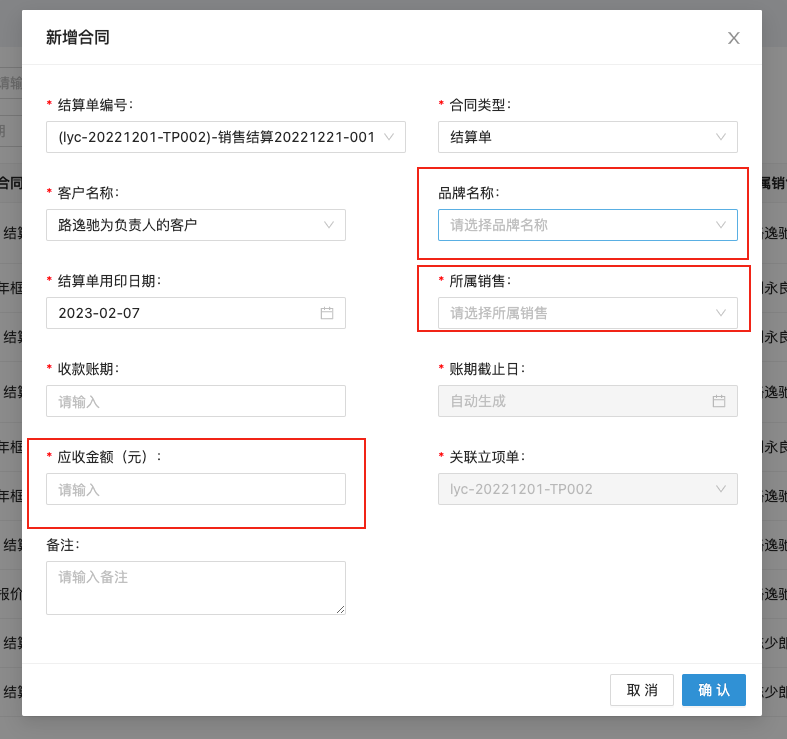 新增合同
* 结算单编号:
(lyc-20221201-TP002)-销售结算20221221-001
* 合同类型:
结算单
* 客户名称:
路逸驰为负责人的客户
品牌名称:
请选择品牌名称
* 结算单用印日期:
2023-02-07
* 所属销售:
请选择所属销售
* 收款账期:
请输入
* 账期截止日:
自动生成
* 应收金额（元）:
请输入
* 关联立项单:
lyc-20221201-TP002
备注:
请输入备注
取 消
确 认